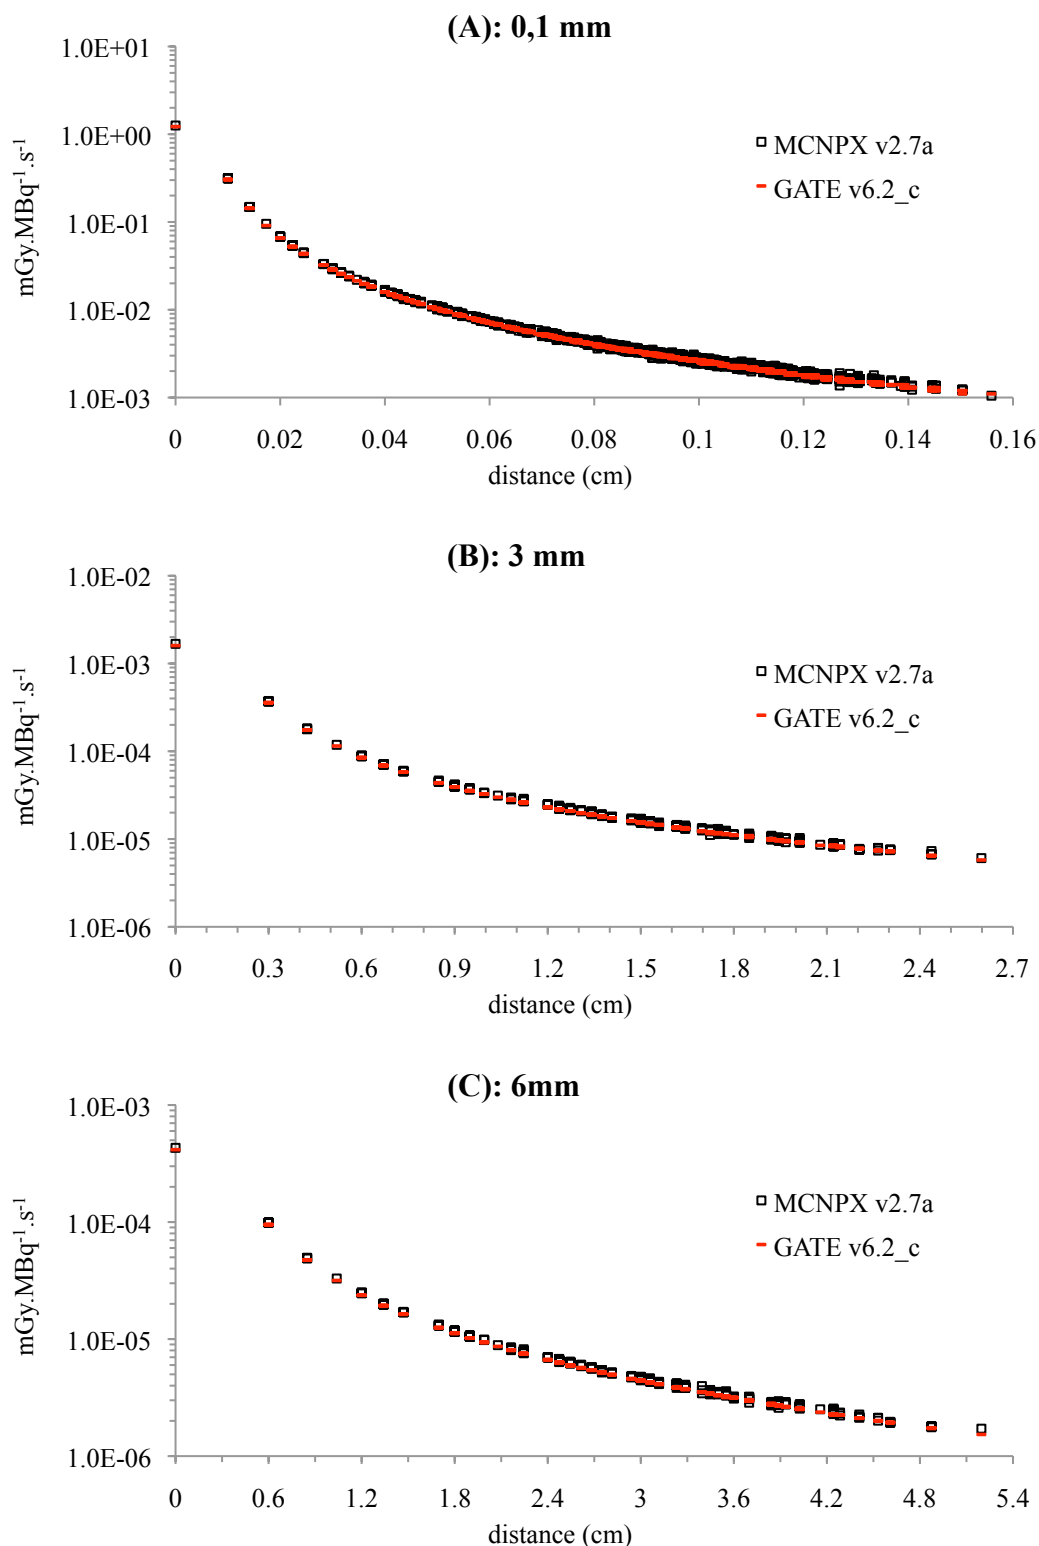 (A): 0,1 mm
1.0E+01
1.0E+00
1.0E-01
1.0E-02
1.0E-03
mGy.MBq⁻¹.s⁻¹
MCNPX v2.7a
GATE v6.2_c
0 0.02 0.04 0.06 0.08 0.1 0.12 0.14 0.16
distance (cm)
(B): 3 mm
1.0E-02
1.0E-03
1.0E-04
1.0E-05
1.0E-06
mGy.MBq⁻¹.s⁻¹
MCNPX v2.7a
GATE v6.2_c
0 0.3 0.6 0.9 1.2 1.5 1.8 2.1 2.4 2.7
distance (cm)
(C): 6mm
1.0E-03
1.0E-04
1.0E-05
1.0E-06
mGy.MBq⁻¹.s⁻¹
MCNPX v2.7a
GATE v6.2_c
0 0.6 1.2 1.8 2.4 3 3.6 4.2 4.8 5.4
distance (cm)